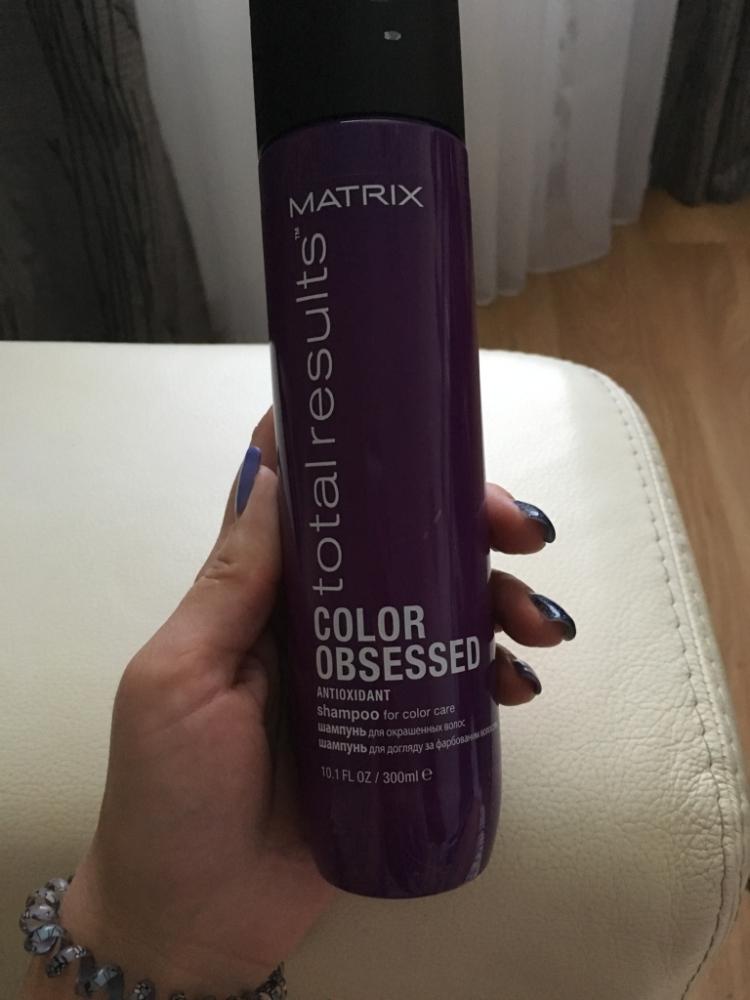 MATRIX
total results™
COLOR
OBSESSED
ANTIOXIDANT
shampoo for color care
шампунь для окрашенных волос
шампунь для догляду за фарбованим
10.1 FL OZ / 300ml e